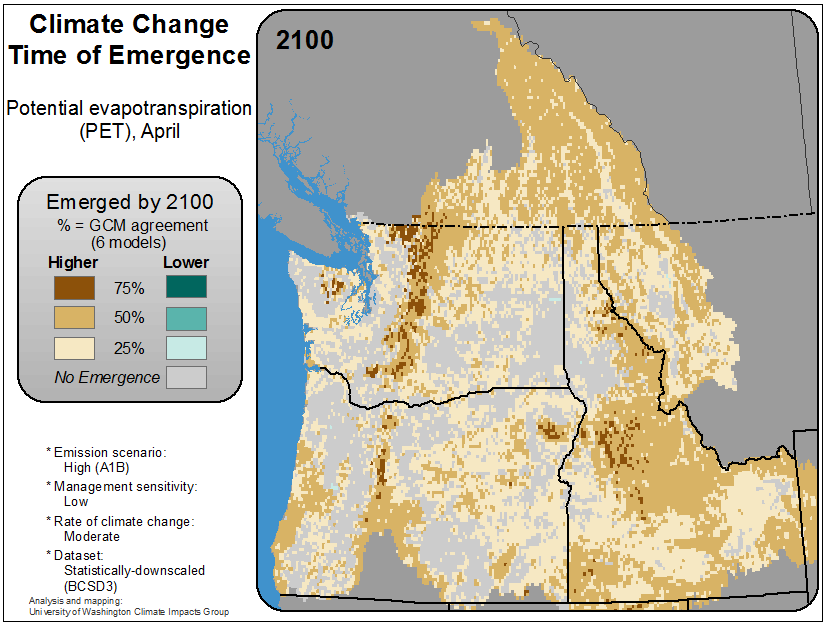 Climate Change
Time of Emergence
Potential evapotranspiration
(PET), April
Emerged by 2100
% = GCM agreement
(6 models)
Higher Lower
75%
50%
25%
No Emergence
* Emission scenario:
High (A1B)
* Management sensitivity:
Low
* Rate of climate change:
Moderate
* Dataset:
Statistically-downscaled
(BCSD3)
Analysis and mapping:
University of Washington Climate Impacts Group
2100